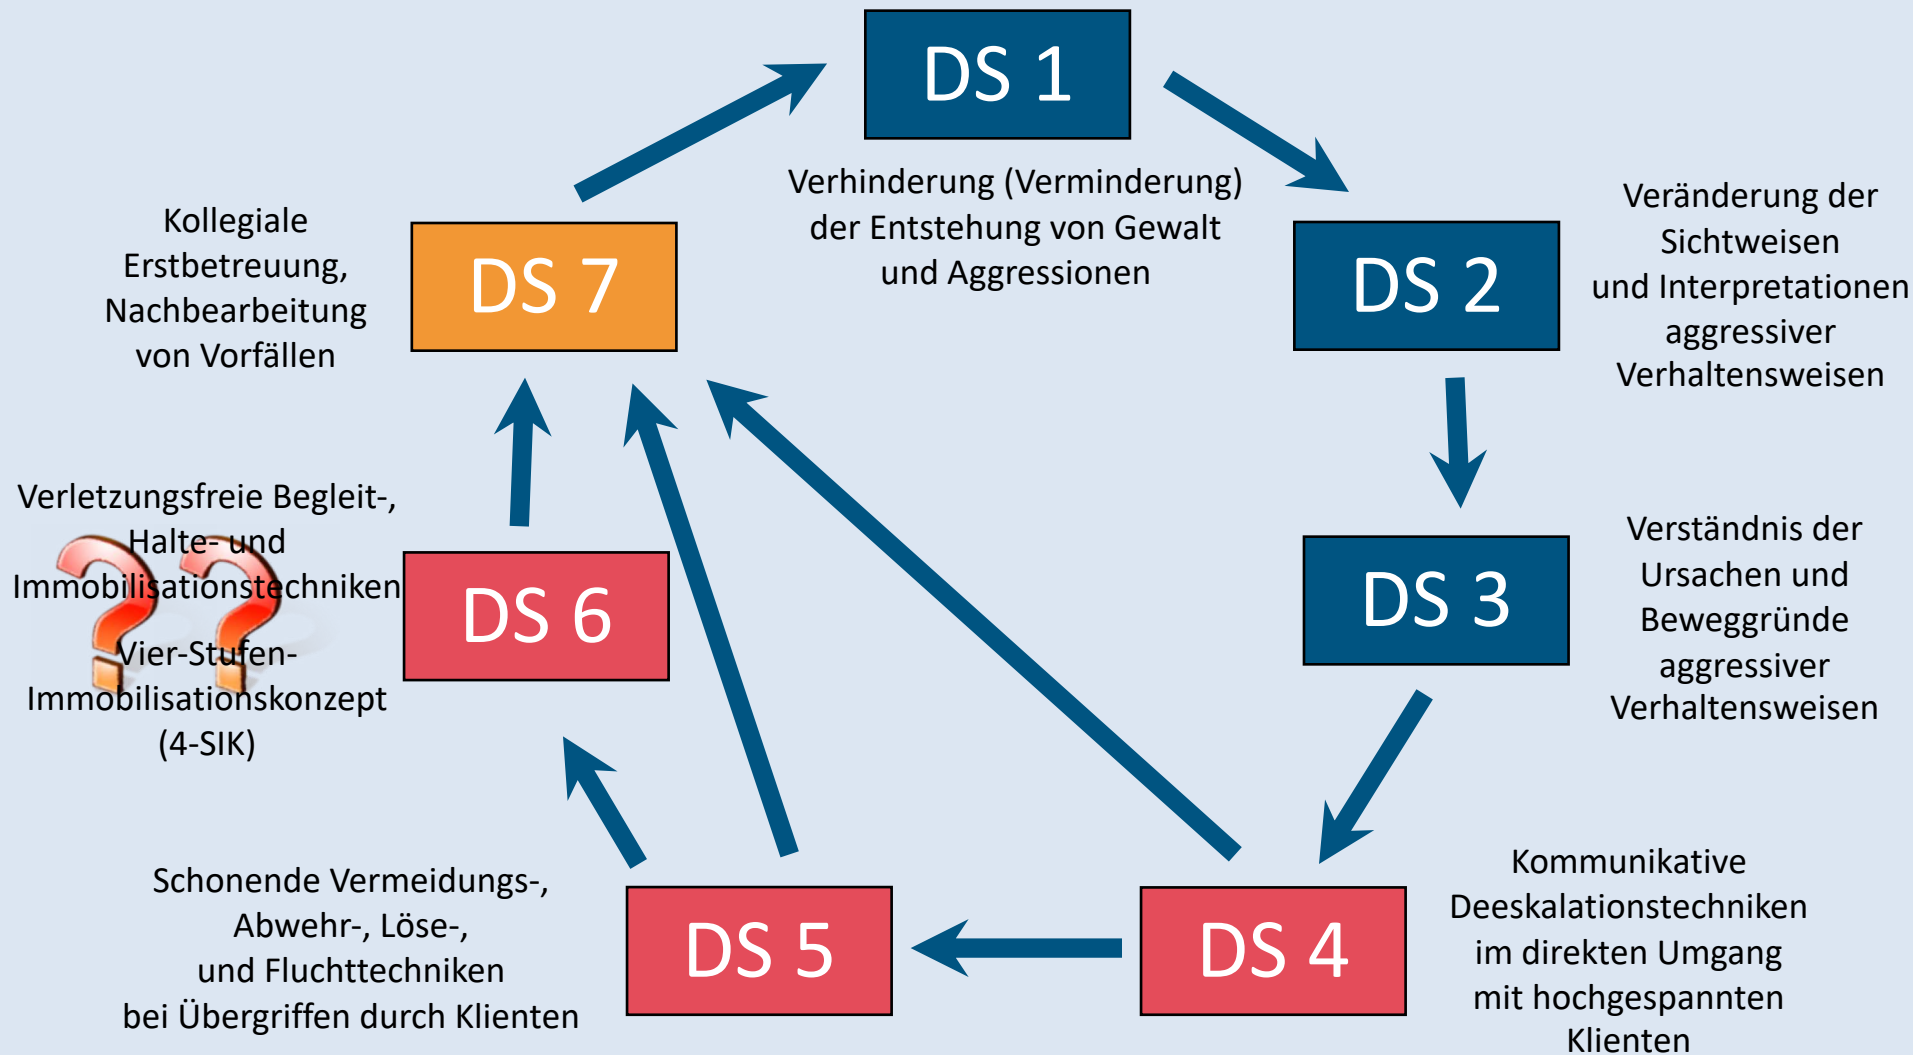 DS 1
Verhinderung (Verminderung)
der Entstehung von Gewalt
und Aggressionen
DS 2
Veränderung der
Sichtweisen
und Interpretationen
aggressiver
Verhaltensweisen
DS 3
Verständnis der
Ursachen und
Beweggründe
aggressiver
Verhaltensweisen
DS 4
Kommunikative
Deeskalationstechniken
im direkten Umgang
mit hochgespannten
Klienten
DS 5
Schonende Vermeidungs-,
Abwehr-, Löse-,
und Fluchttechniken
bei Übergriffen durch Klienten
DS 6
Verletzungsfreie Begleit-,
Halte- und
Immobilisationstechniken
Vier-Stufen-
Immobilisationskonzept
(4-SIK)
??
DS 7
Kollegiale
Erstbetreuung,
Nachbearbeitung
von Vorfällen